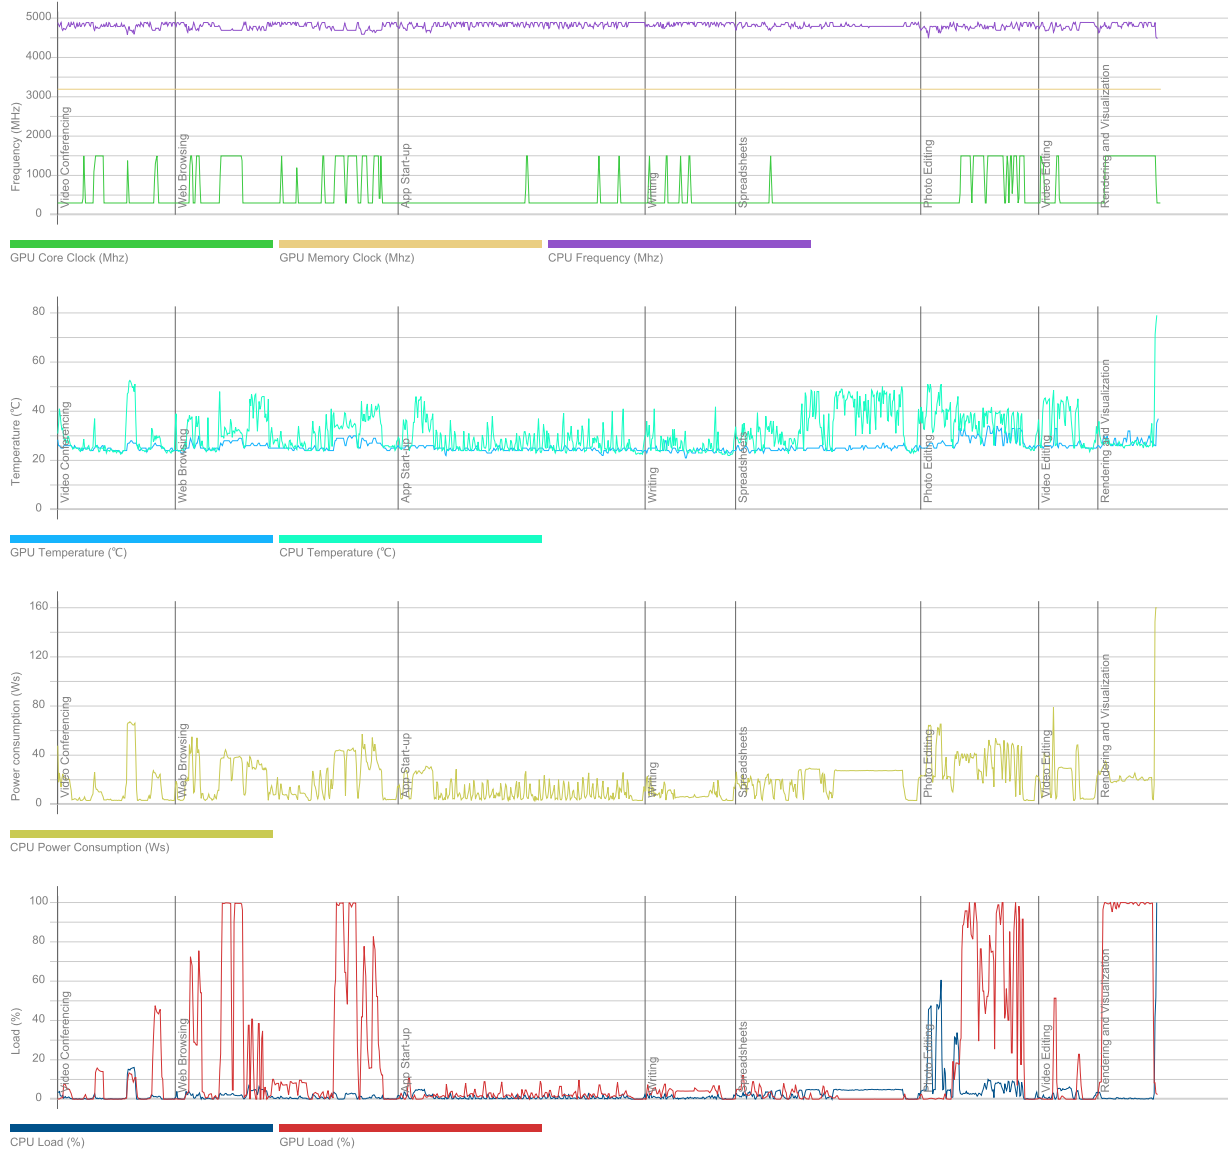 5000
4000
3000
2000
1000
0
Frequency (MHz)
Video Conferencing
Web Browsing
App Start-up
Writing
Spreadsheets
Photo Editing
Video Editing
Rendering and Visualization
GPU Core Clock (Mhz)
GPU Memory Clock (Mhz)
CPU Frequency (Mhz)
80
60
40
20
0
Temperature (°C)
Video Conferencing
Web Browsing
App Start-up
Writing
Spreadsheets
Photo Editing
Video Editing
Rendering and Visualization
GPU Temperature (°C)
CPU Temperature (°C)
160
120
80
40
0
Power consumption (Ws)
Video Conferencing
Web Browsing
App Start-up
Writing
Spreadsheets
Photo Editing
Video Editing
Rendering and Visualization
CPU Power Consumption (Ws)
100
80
60
40
20
0
Load (%)
Video Conferencing
Web Browsing
App Start-up
Writing
Spreadsheets
Photo Editing
Video Editing
Rendering and Visualization
CPU Load (%)
GPU Load (%)